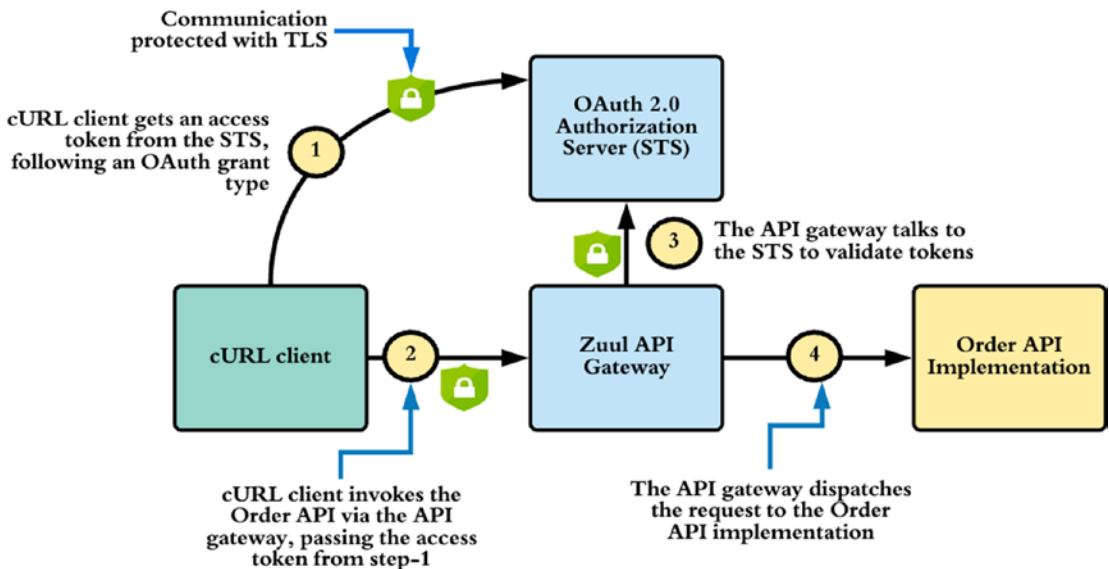 Communication
protected with TLS
cURL client gets an access
token from the STS,
following an OAuth grant
type
1
OAuth 2.0
Authorization
Server (STS)
3
The API gateway talks to
the STS to validate tokens
cURL client
2
Zuul API
Gateway
4
Order API
Implementation
cURL client invokes the
Order API via the API
gateway, passing the access
token from step-1
The API gateway dispatches
the request to the Order
API implementation